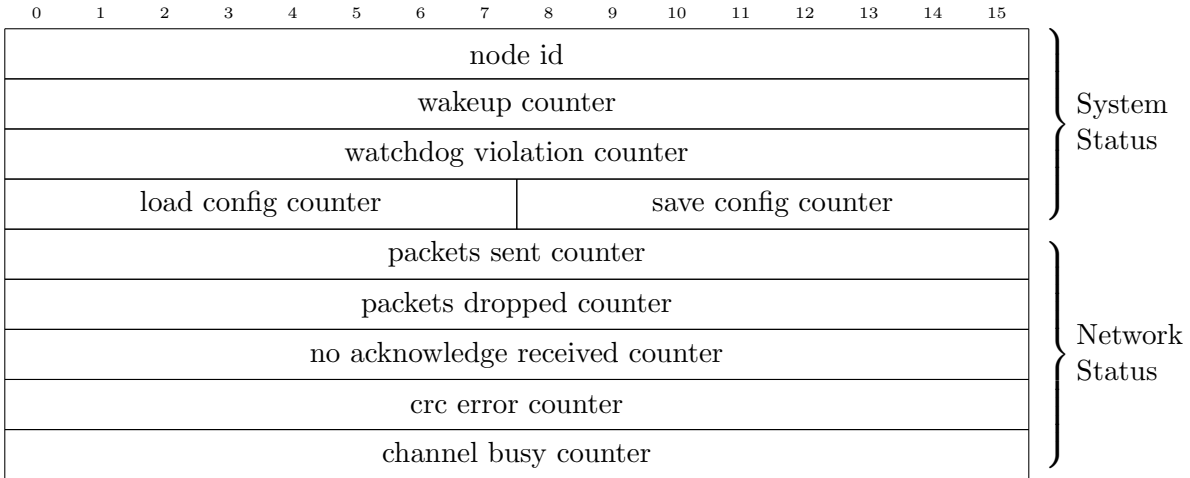 0 1 2 3 4 5 6 7 8 9 10 11 12 13 14 15
node id
wakeup counter
watchdog violation counter
load config counter save config counter
System
Status
packets sent counter
packets dropped counter
no acknowledge received counter
crc error counter
channel busy counter
Network
Status